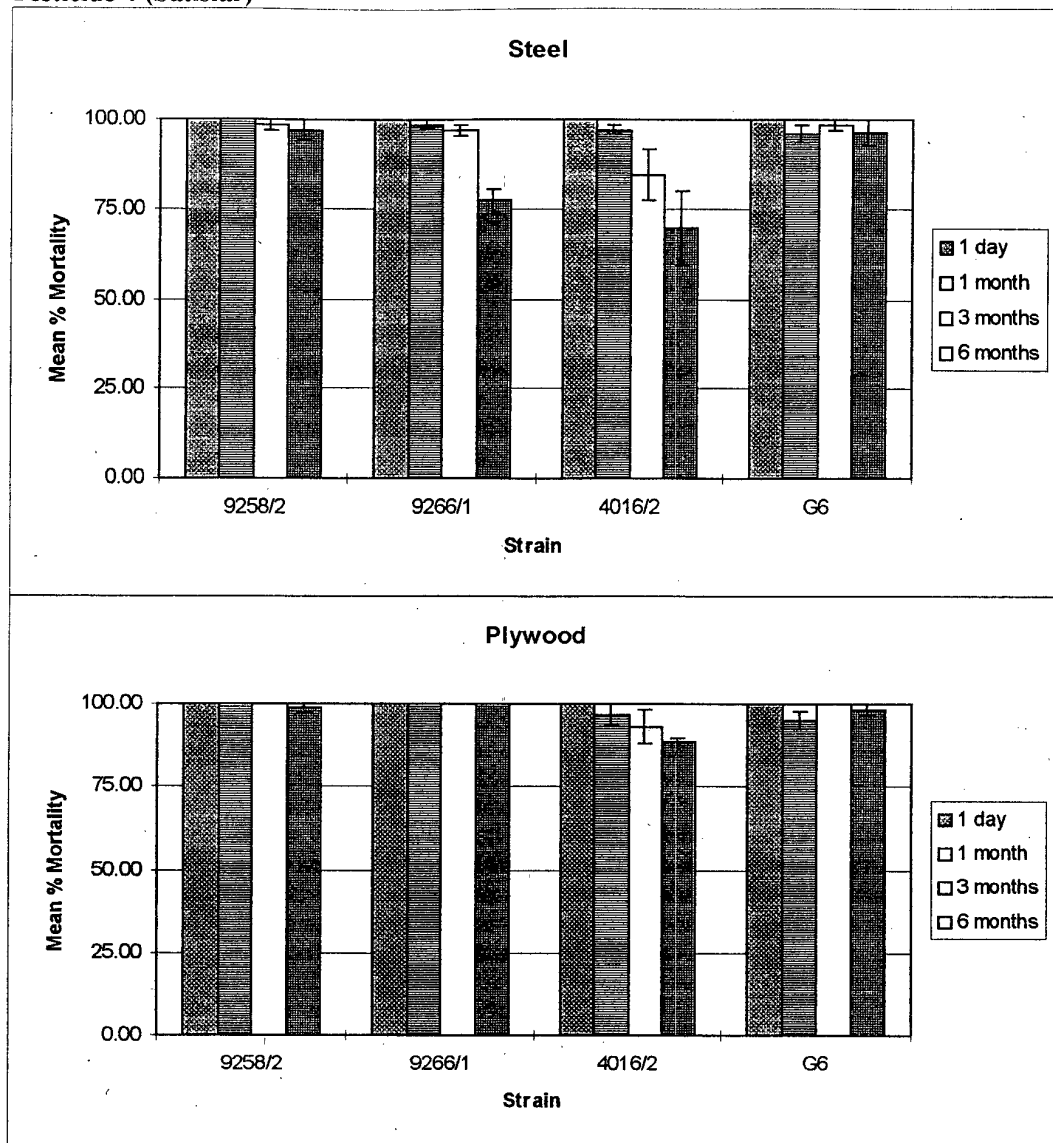 Steel
Mean % Mortality
100.00
75.00
50.00
25.00
0.00
9258/2 9266/1 4016/2 G6
Strain
1 day
1 month
3 months
6 months
Plywood
Mean % Mortality
100.00
75.00
50.00
25.00
0.00
9258/2 9266/1 4016/2 G6
Strain
1 day
1 month
3 months
6 months